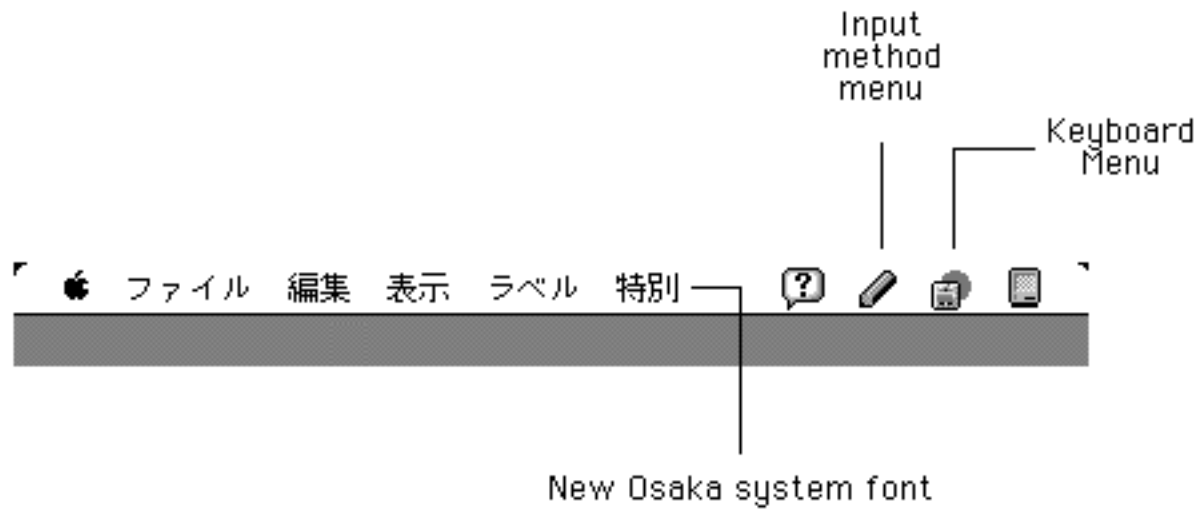 Input
method
menu
Keyboard
Menu
ファイル 編集 表示 ラベル 特別 ?
New Osaka system font